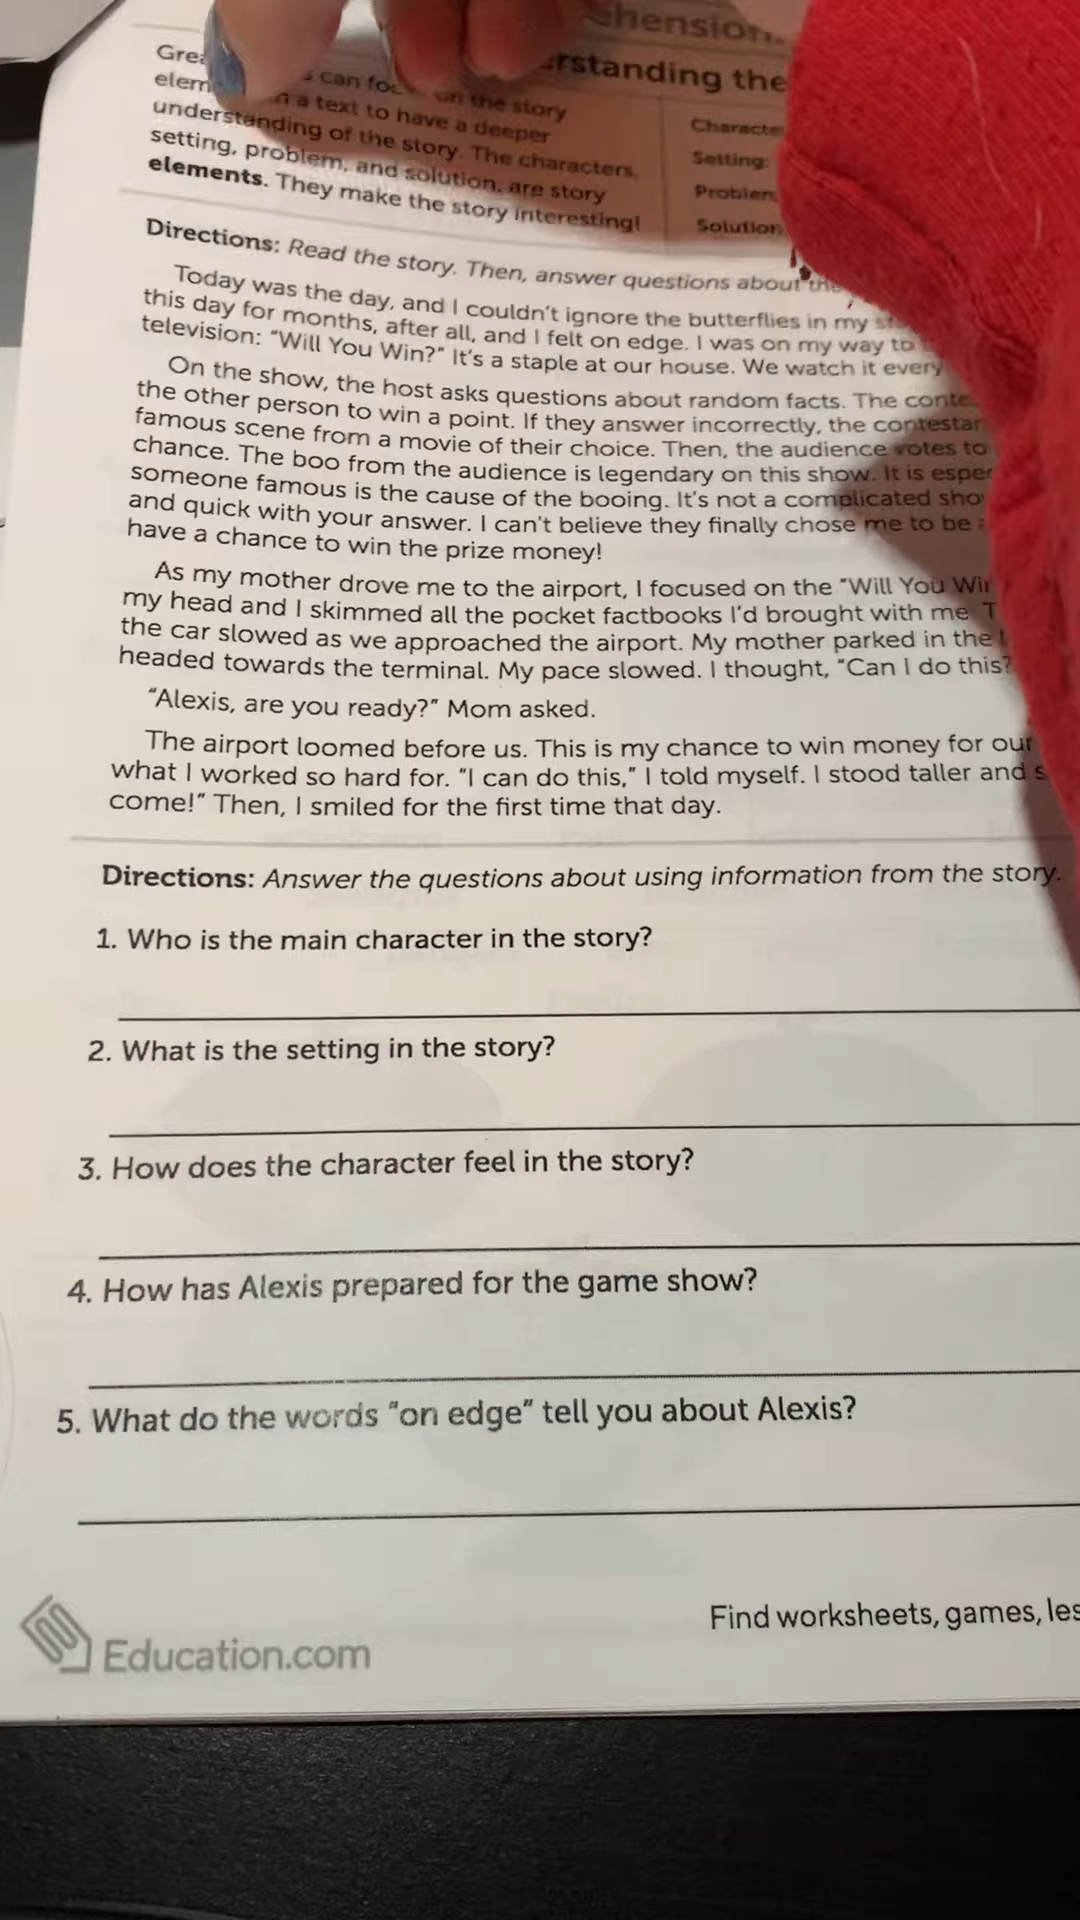 rstanding the
can on the story
a text to have a deeper
understanding of the story. The characters,
setting, problem, and solution, are story
elements. They make the story interesting!
Setting:
Directions: Read the story. Then, answer questions about the
Today was the day, and I couldn't ignore the butterflies in my
this day for months, after all, and I felt on edge. I was on my way to
television: "Will You Win?" It's a staple at our house. We watch it every
On the show, the host asks questions about random facts. The
the other person to win a point. If they answer incorrectly, the
famous scene from a movie of their choice. Then, the audience votes to
chance. The boo from the audience is legendary on this show. It is
someone famous is the cause of the booing. It's not a complicated
and quick with your answer. I can't believe they finally chose me to be
have a chance to win the prize money!
As my mother drove me to the airport, I focused on the "Will You
my head and I skimmed all the pocket factbooks I'd brought with me.
the car slowed as we approached the airport. My mother parked in the
headed towards the terminal. My pace slowed. I thought, "Can I do this?
"Alexis, are you ready?" Mom asked.
The airport loomed before us. This is my chance to win money for our
what I worked so hard for. "I can do this," I told myself. I stood taller and
come!" Then, I smiled for the first time that day.
Directions: Answer the questions about using information from the story.
1. Who is the main character in the story?
2. What is the setting in the story?
3. How does the character feel in the story?
4. How has Alexis prepared for the game show?
5. What do the words "on edge" tell you about Alexis?
Find worksheets, games,
Education.com